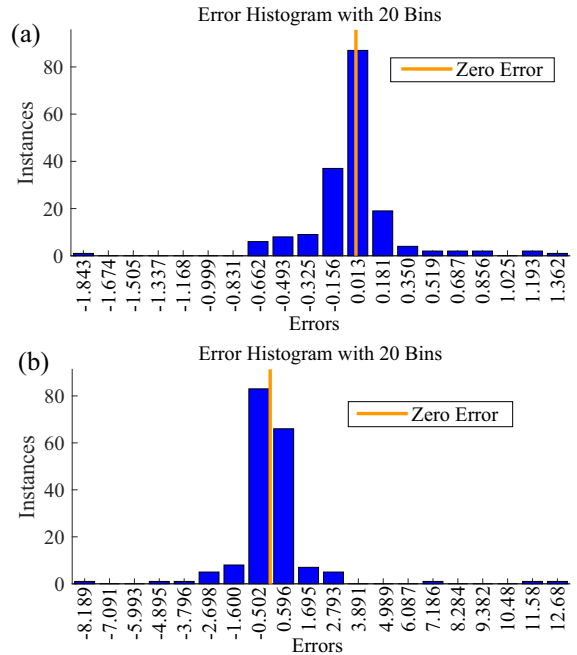 (a)
Error Histogram with 20 Bins
80
60
40
20
0
Instances
Zero Error
-1.843 -1.674 -1.505 -1.337 -1.168 -0.999 -0.831 -0.662 -0.493 -0.325 -0.156 0.013 0.181 0.350 0.519 0.687 0.856 1.025 1.193 1.362
Errors
(b)
Error Histogram with 20 Bins
80
60
40
20
0
Instances
Zero Error
-8.189 -7.091 -5.993 -4.895 -3.796 -2.698 -1.600 -0.502 0.596 1.695 2.793 3.891 4.989 6.087 7.186 8.284 9.382 10.48 11.58 12.68
Errors